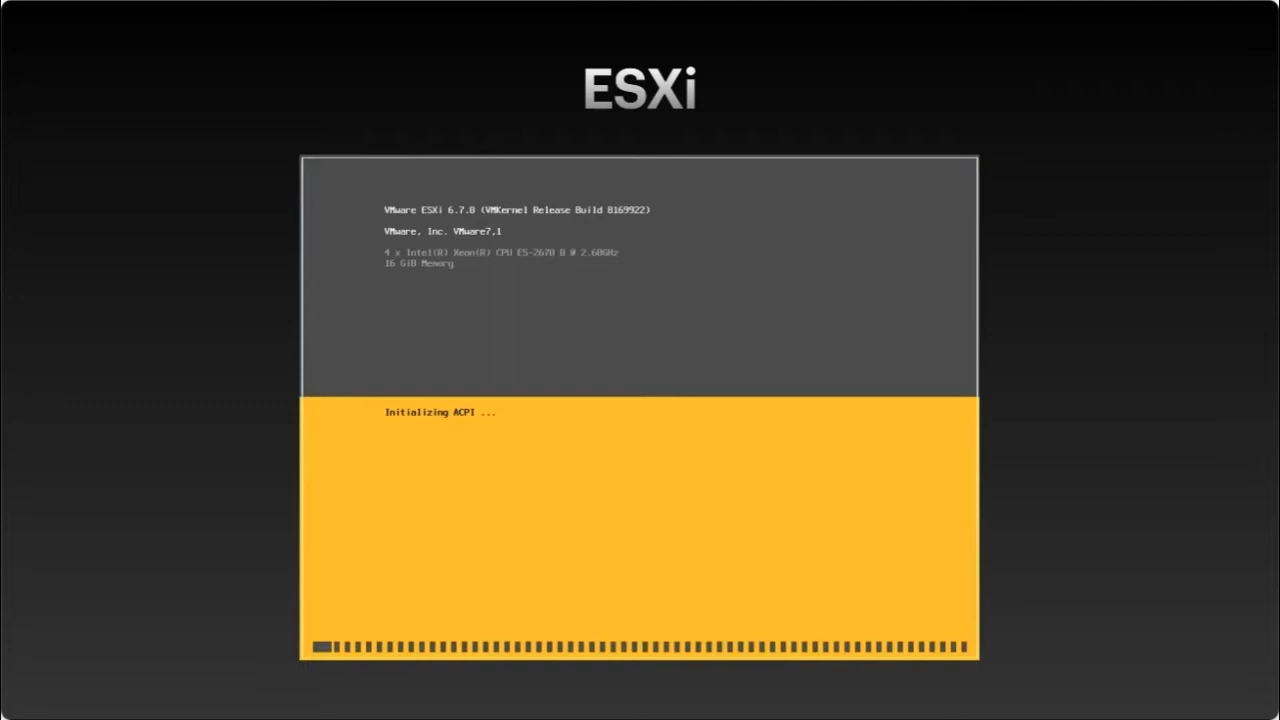 ESXi
VMware ESXi 6.7.0 (VMKernel Release Build 8169922)
VMware, Inc. VMware7,1
4 x Intel(R) Xeon(R) CPU E5-2670 0 @ 2.60GHz
16 GiB Memory
Initializing ACPI ...